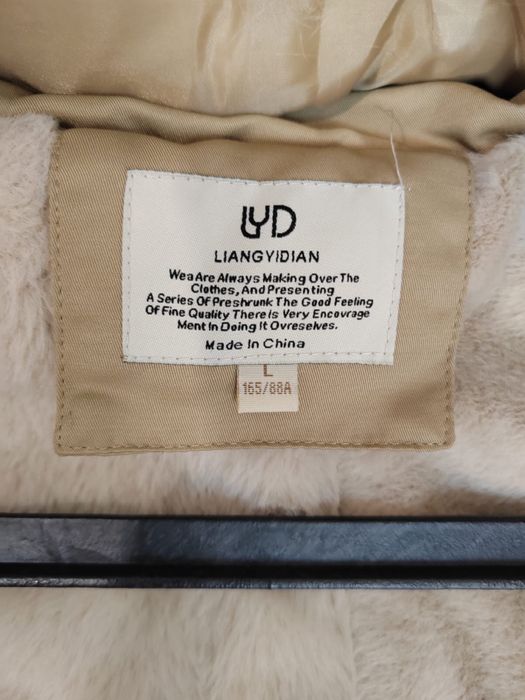 LYD
LIANGYIDIAN
Wea Are Always Making Over The
Clothes, And Presenting
A Series Of Preshrunk The Good Feeling
Of Fine Quality There Is Very Encovrage
Ment In Doing It Ovreselves.
Made In China
L
165/88A